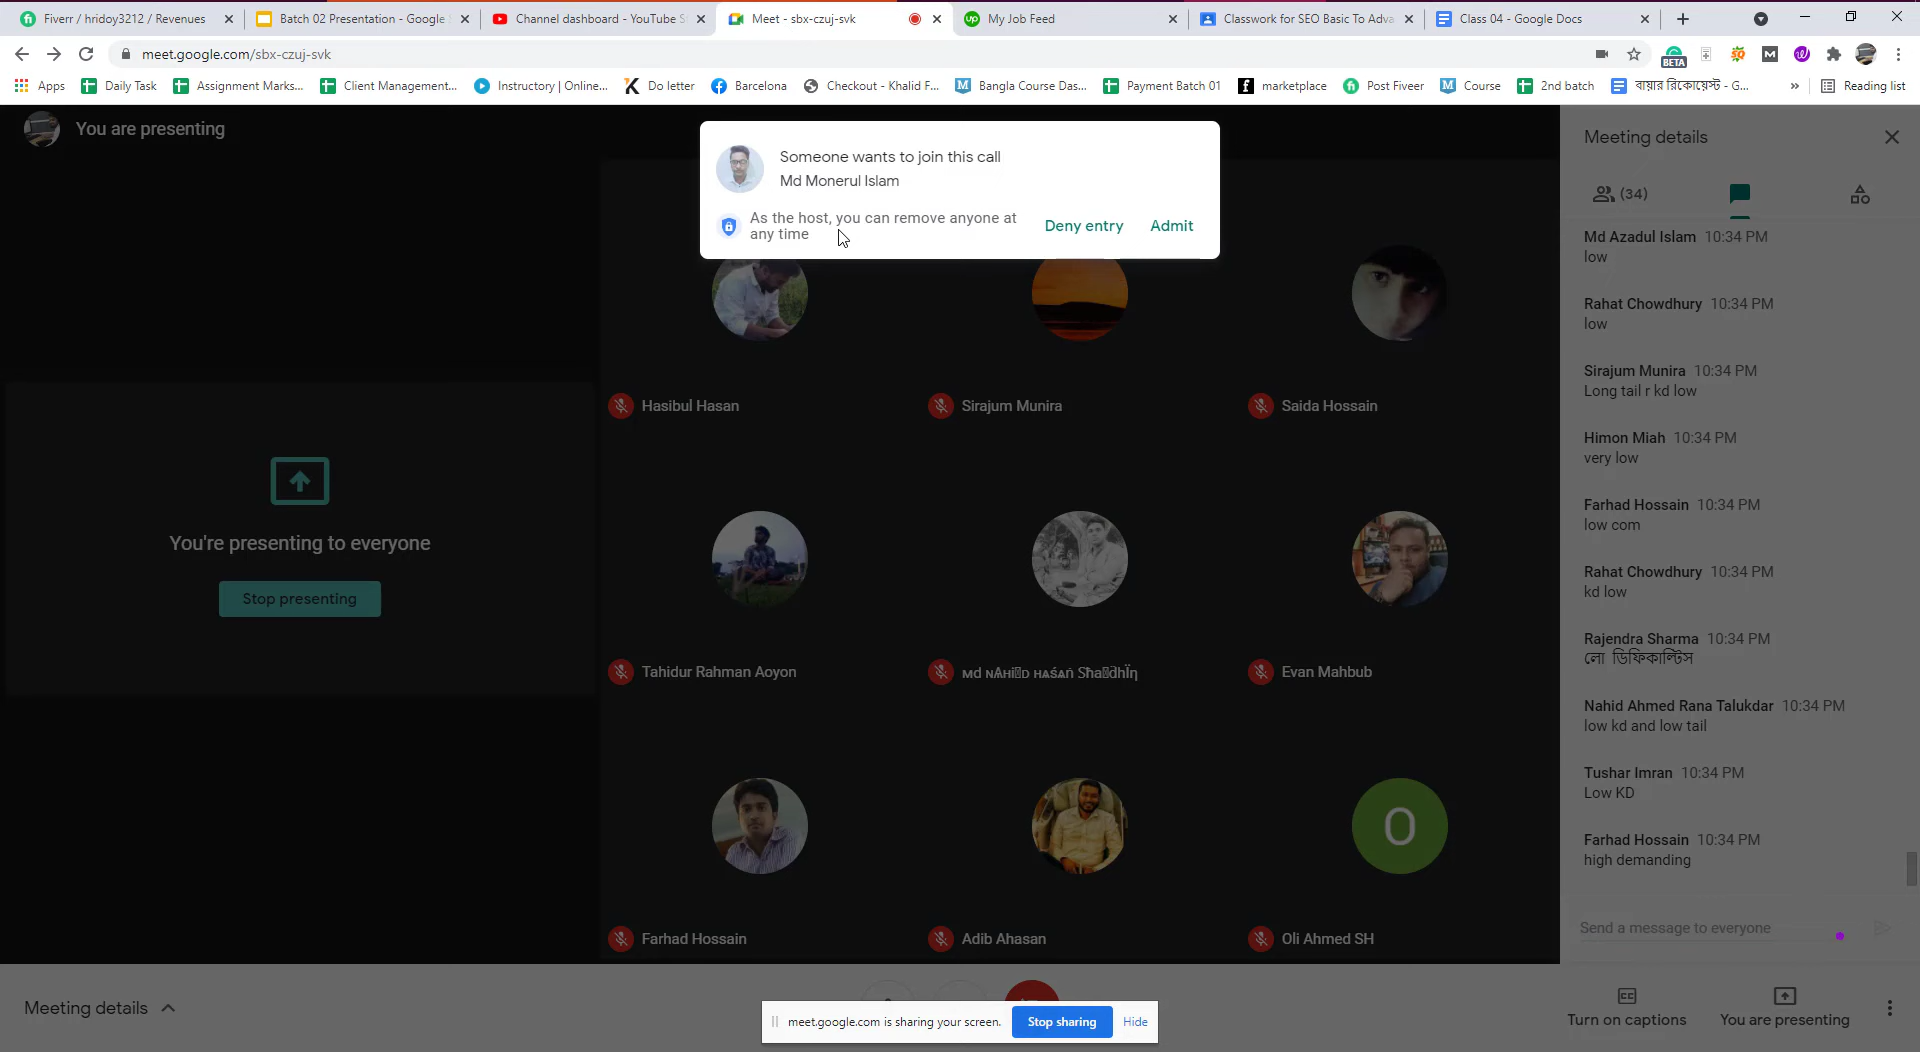 Fiverr / hridoy3212 / Revenues
Batch 02 Presentation - Google
Channel dashboard - YouTube S
Meet - sbx-czuj-svk
My Job Feed
Classwork for SEO Basic To Adva
Class 04 - Google Docs
meet.google.com/sbx-czuj-svk
BETA
Apps
Daily Task
Assignment Marks...
Client Management...
Instructory | Online...
Do letter
Barcelona
Checkout - Khalid F...
Bangla Course Das...
Payment Batch 01
marketplace
Post Fiveer
Course
2nd batch
বায়ার রিকোয়েস্ট - G...
»
Reading list
You are presenting
Someone wants to join this call
Md Monerul Islam
As the host, you can remove anyone at
any time
Deny entry
Admit
Hasibul Hasan
Sirajum Munira
Saida Hossain
You're presenting to everyone
Stop presenting
Tahidur Rahman Aoyon
Evan Mahbub
Farhad Hossain
Adib Ahasan
O
Oli Ahmed SH
Meeting details
(34)
Md Azadul Islam 10:34 PM
low
Rahat Chowdhury 10:34 PM
low
Sirajum Munira 10:34 PM
Long tail r kd low
Himon Miah 10:34 PM
very low
Farhad Hossain 10:34 PM
low com
Rahat Chowdhury 10:34 PM
kd low
Rajendra Sharma 10:34 PM
লো ডিফিকাল্টিস
Nahid Ahmed Rana Talukdar 10:34 PM
low kd and low tail
Tushar Imran 10:34 PM
Low KD
Farhad Hossain 10:34 PM
high demanding
Send a message to everyone
Meeting details
meet.google.com is sharing your screen.
Stop sharing
Hide
Turn on captions
You are presenting